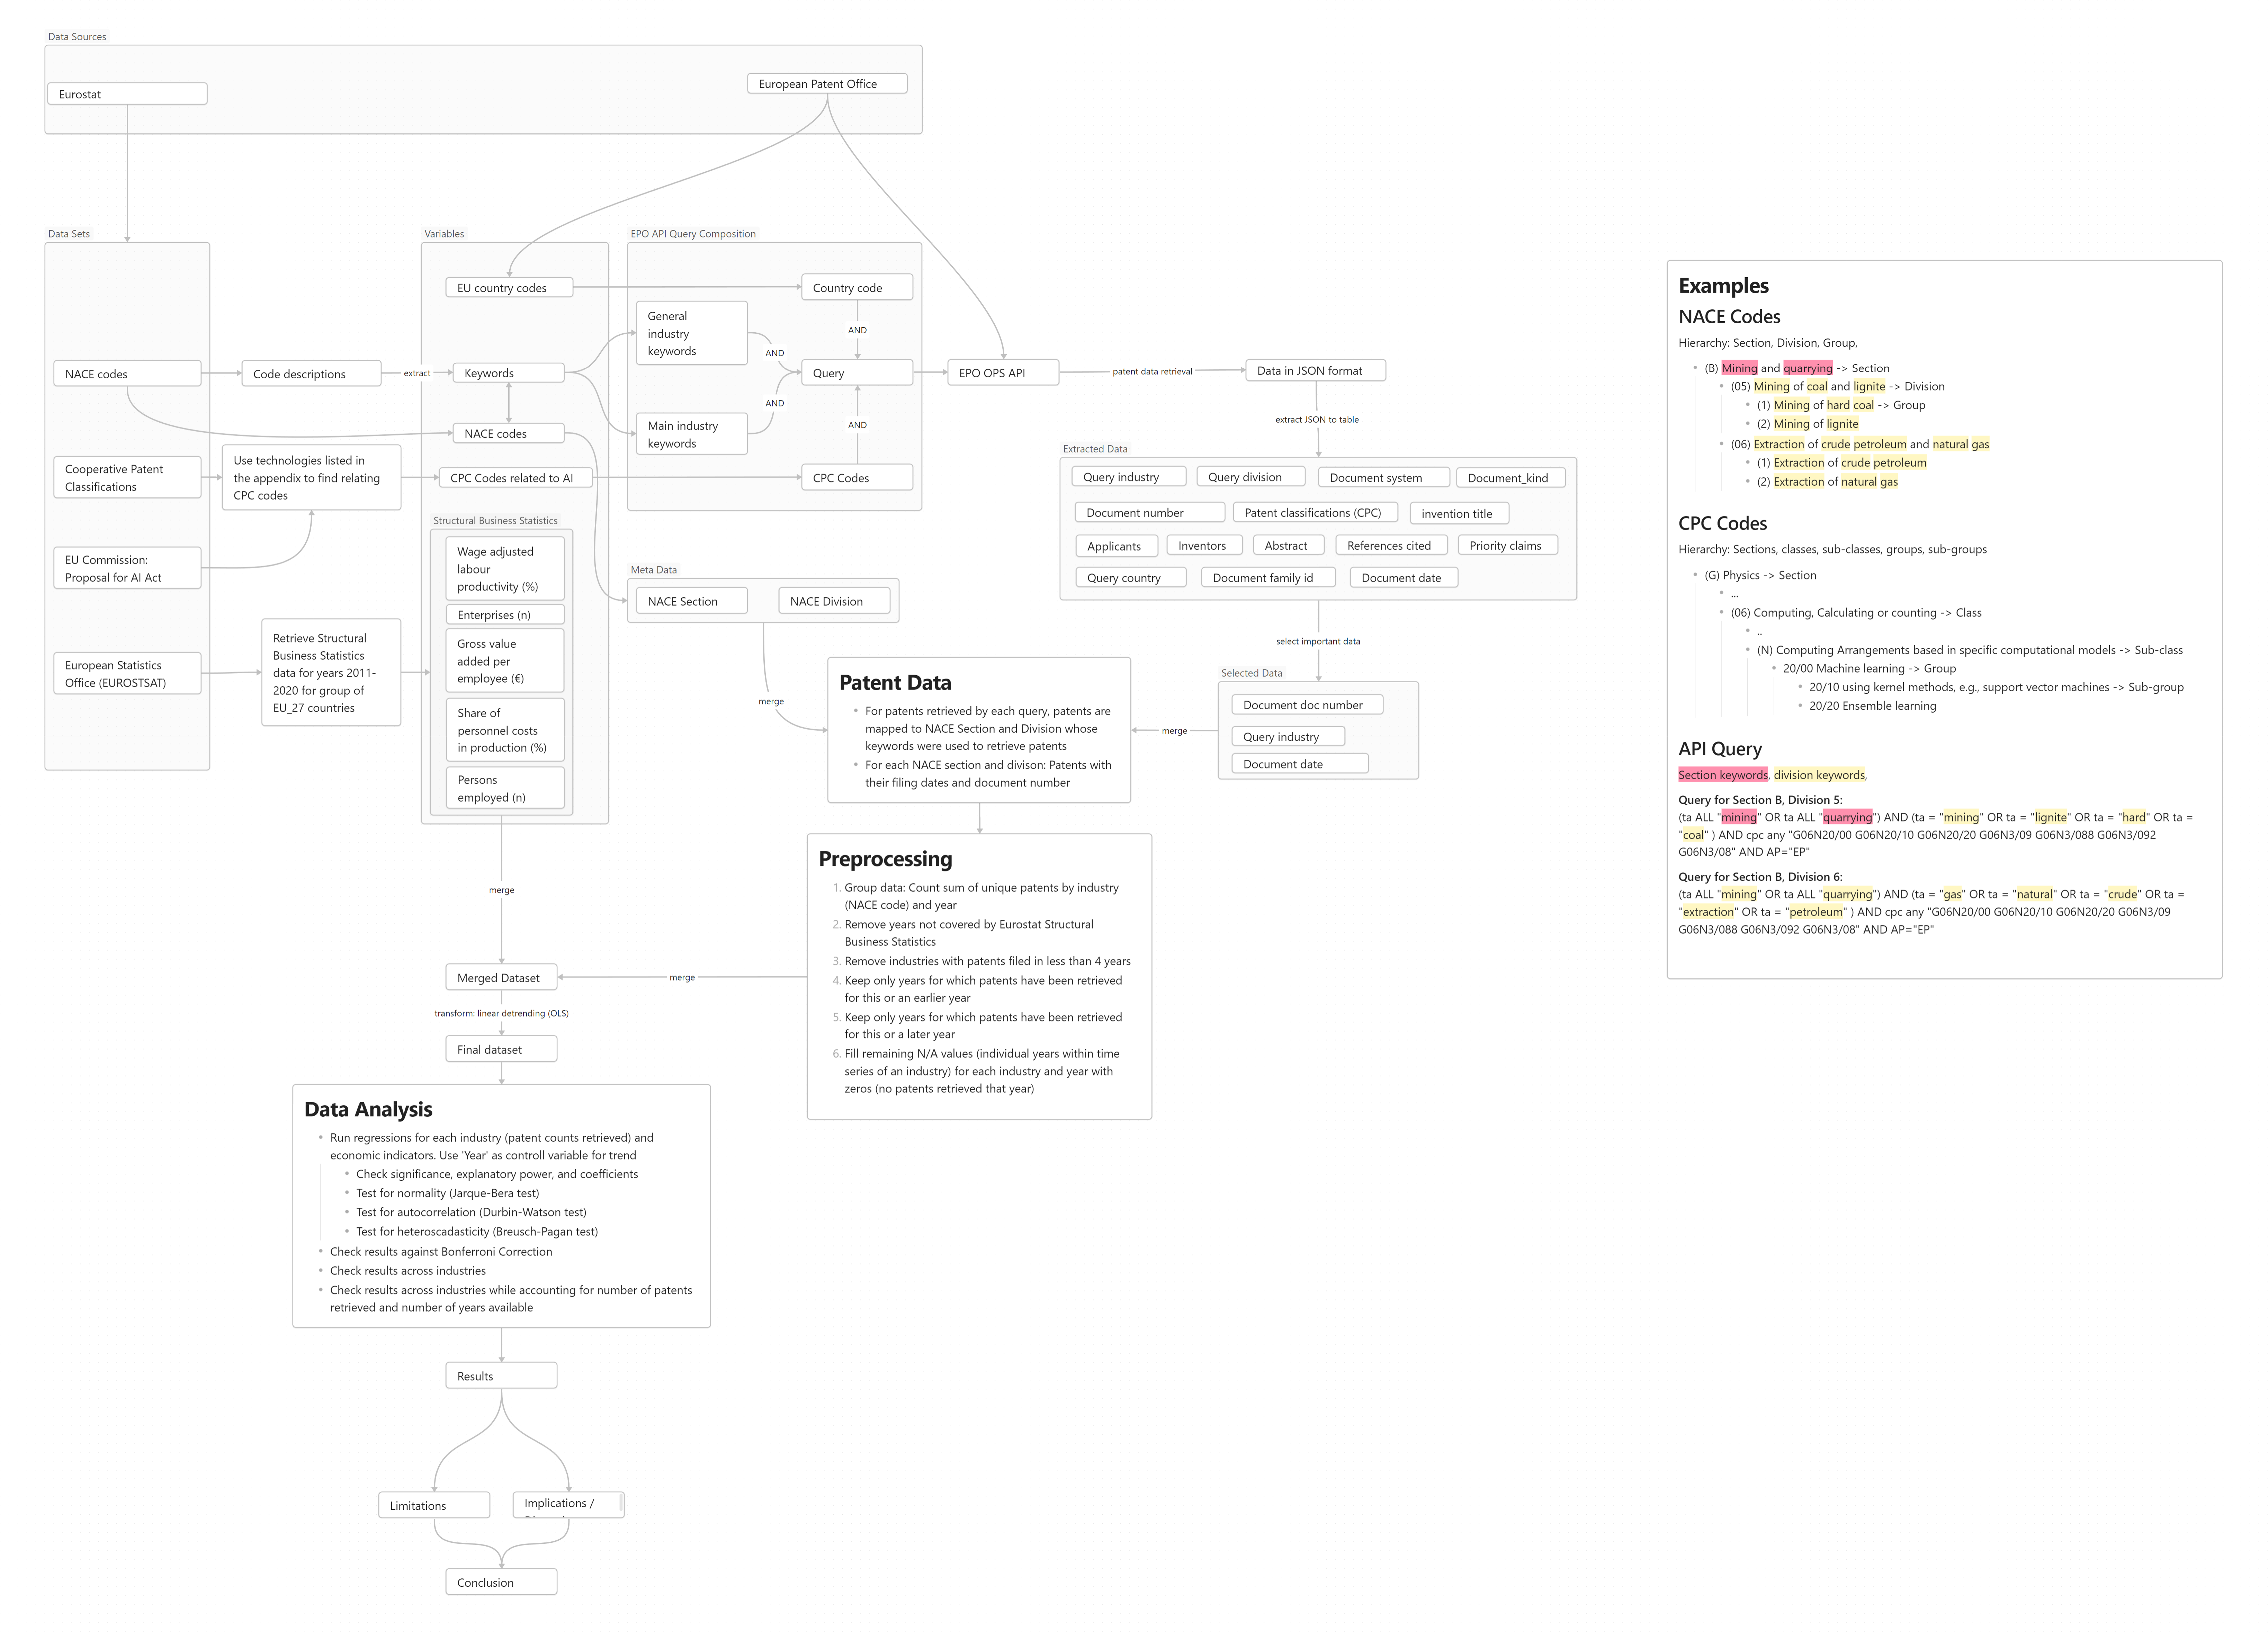 Data Sources
Eurostat
European Patent Office
Data Sets
NACE codes
Cooperative Patent
Classifications
EU Commission:
Proposal for AI Act
European Statistics
Office (EUROSTSAT)
Code descriptions
extract
Use technologies listed in
the appendix to find relating
CPC codes
Retrieve Structural
Business Statistics
data for years 2011-
2020 for group of
EU_27 countries
Variables
EU country codes
Keywords
NACE codes
CPC Codes related to AI
Structural Business Statistics
Wage adjusted
labour
productivity (%)
Enterprises (n)
Gross value
added per
employee (€)
Share of
personnel costs
in production (%)
Persons
employed (n)
EPO API Query Composition
General
industry
keywords
Main industry
keywords
AND
AND
Country code
AND
Query
AND
CPC Codes
EPO OPS API
patent data retrieval
Data in JSON format
extract JSON to table
Extracted Data
Query industry
Query division
Document system
Document_kind
Document number
Patent classifications (CPC)
invention title
Applicants
Inventors
Abstract
References cited
Priority claims
Query country
Document family id
Document date
select important data
Selected Data
Document doc number
Query industry
Document date
merge
Meta Data
NACE Section
NACE Division
merge
Patent Data
• For patents retrieved by each query, patents are
mapped to NACE Section and Division whose
keywords were used to retrieve patents
• For each NACE section and divison: Patents with
their filing dates and document number
Preprocessing
1. Group data: Count sum of unique patents by industry
(NACE code) and year
2. Remove years not covered by Eurostat Structural
Business Statistics
3. Remove industries with patents filed in less than 4 years
4. Keep only years for which patents have been retrieved
for this or an earlier year
5. Keep only years for which patents have been retrieved
for this or a later year
6. Fill remaining N/A values (individual years within time
series of an industry) for each industry and year with
zeros (no patents retrieved that year)
merge
merge
Merged Dataset
transform: linear detrending (OLS)
Final dataset
Data Analysis
• Run regressions for each industry (patent counts retrieved) and
economic indicators. Use 'Year' as controll variable for trend
• Check significance, explanatory power, and coefficients
• Test for normality (Jarque-Bera test)
• Test for autocorrelation (Durbin-Watson test)
• Test for heteroscadasticity (Breusch-Pagan test)
• Check results against Bonferroni Correction
• Check results across industries
• Check results across industries while accounting for number of patents
retrieved and number of years available
Results
Limitations
Implications /
Conclusion
Examples
NACE Codes
Hierarchy: Section, Division, Group,
• (B) Mining and quarrying -> Section
• (05) Mining of coal and lignite -> Division
• (1) Mining of hard coal -> Group
• (2) Mining of lignite
• (06) Extraction of crude petroleum and natural gas
• (1) Extraction of crude petroleum
• (2) Extraction of natural gas
CPC Codes
Hierarchy: Sections, classes, sub-classes, groups, sub-groups
• (G) Physics -> Section
• ...
• (06) Computing, Calculating or counting -> Class
• ..
• (N) Computing Arrangements based in specific computational models -> Sub-class
• 20/00 Machine learning -> Group
• 20/10 using kernel methods, e.g., support vector machines -> Sub-group
• 20/20 Ensemble learning
API Query
Section keywords, division keywords,
Query for Section B, Division 5:
(ta ALL "mining" OR ta ALL "quarrying") AND (ta = "mining" OR ta = "lignite" OR ta = "hard" OR ta =
"coal" ) AND cpc any "G06N20/00 G06N20/10 G06N20/20 G06N3/09 G06N3/088 G06N3/092
G06N3/08" AND AP="EP"
Query for Section B, Division 6:
(ta ALL "mining" OR ta ALL "quarrying") AND (ta = "gas" OR ta = "natural" OR ta = "crude" OR ta =
"extraction" OR ta = "petroleum" ) AND cpc any "G06N20/00 G06N20/10 G06N20/20 G06N3/09
G06N3/088 G06N3/092 G06N3/08" AND AP="EP"